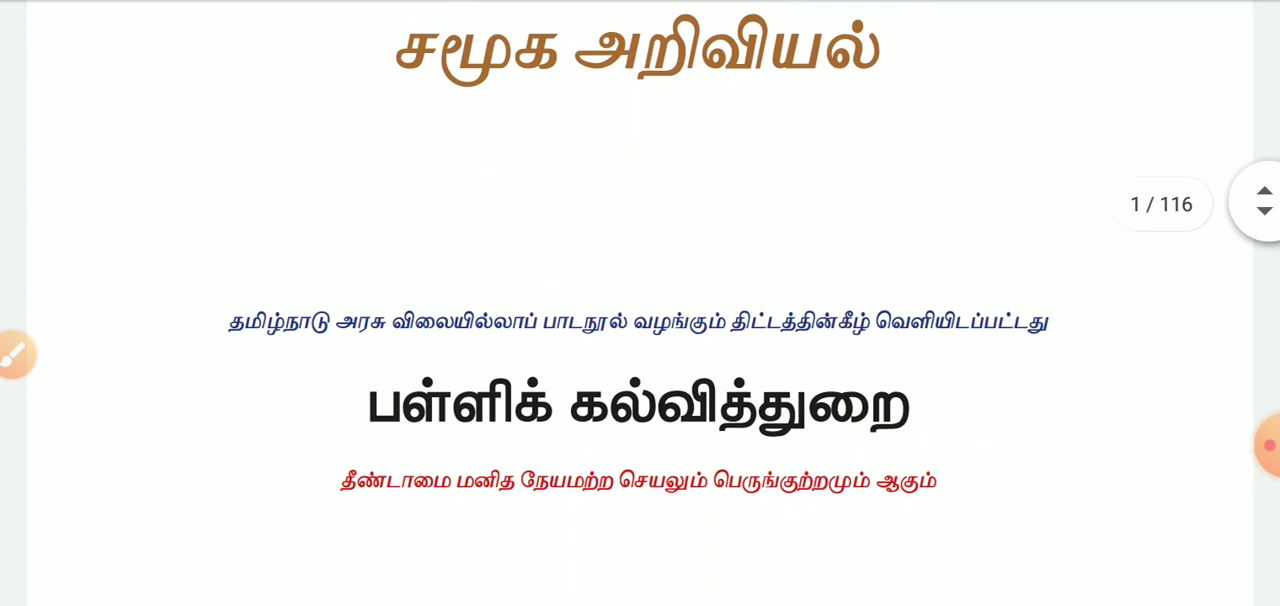 சமூக அறிவியல்
1 / 116
தமிழ்நாடு அரசு விலையில்லாப் பாடநூல் வழங்கும் திட்டத்தின்கீழ் வெளியிடப்பட்டது
பள்ளிக் கல்வித்துறை
தீண்டாமை மனித நேயமற்ற செயலும் பெருங்குற்றமும் ஆகும்